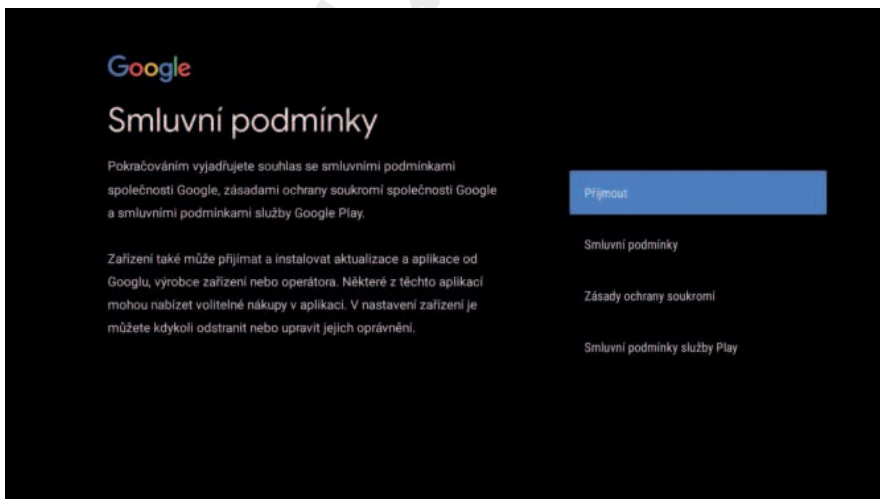 Google
Smluvní podmínky
Pokračováním vyjadřujete souhlas se smluvními podmínkami
společnosti Google, zásadami ochrany soukromí společnosti Google
a smluvními podmínkami služby Google Play.
Zařízení také může přijímat a instalovat aktualizace a aplikace od
Googlu, výrobce zařízení nebo operátora. Některé z těchto aplikací
mohou nabízet volitelné nákupy v aplikaci. V nastavení zařízení je
můžete kdykoli odstranit nebo upravit jejich oprávnění.
Přijmout
Smluvní podmínky
Zásady ochrany soukromí
Smluvní podmínky služby Play